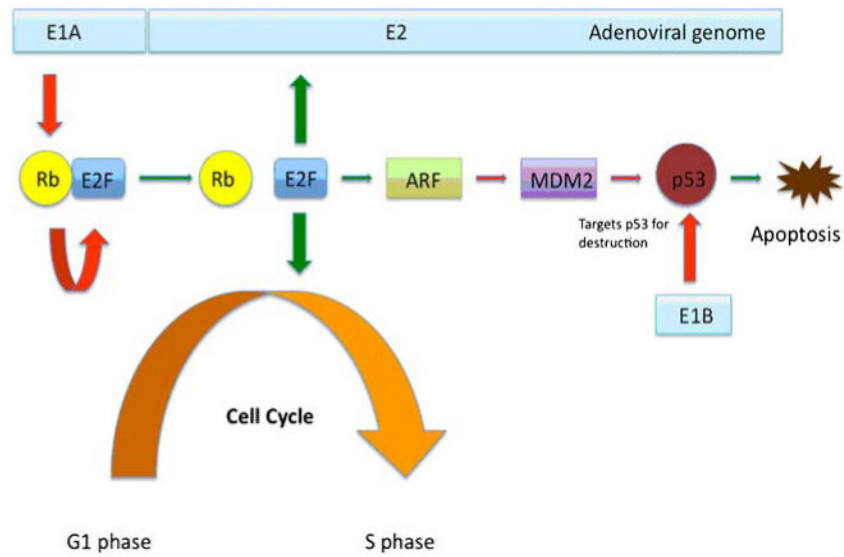 E1A
E2
Adenoviral genome
Rb
E2F
Rb
E2F
ARF
MDM2
p53
Targets p53 for
destruction
Apoptosis
E1B
Cell Cycle
G1 phase
S phase